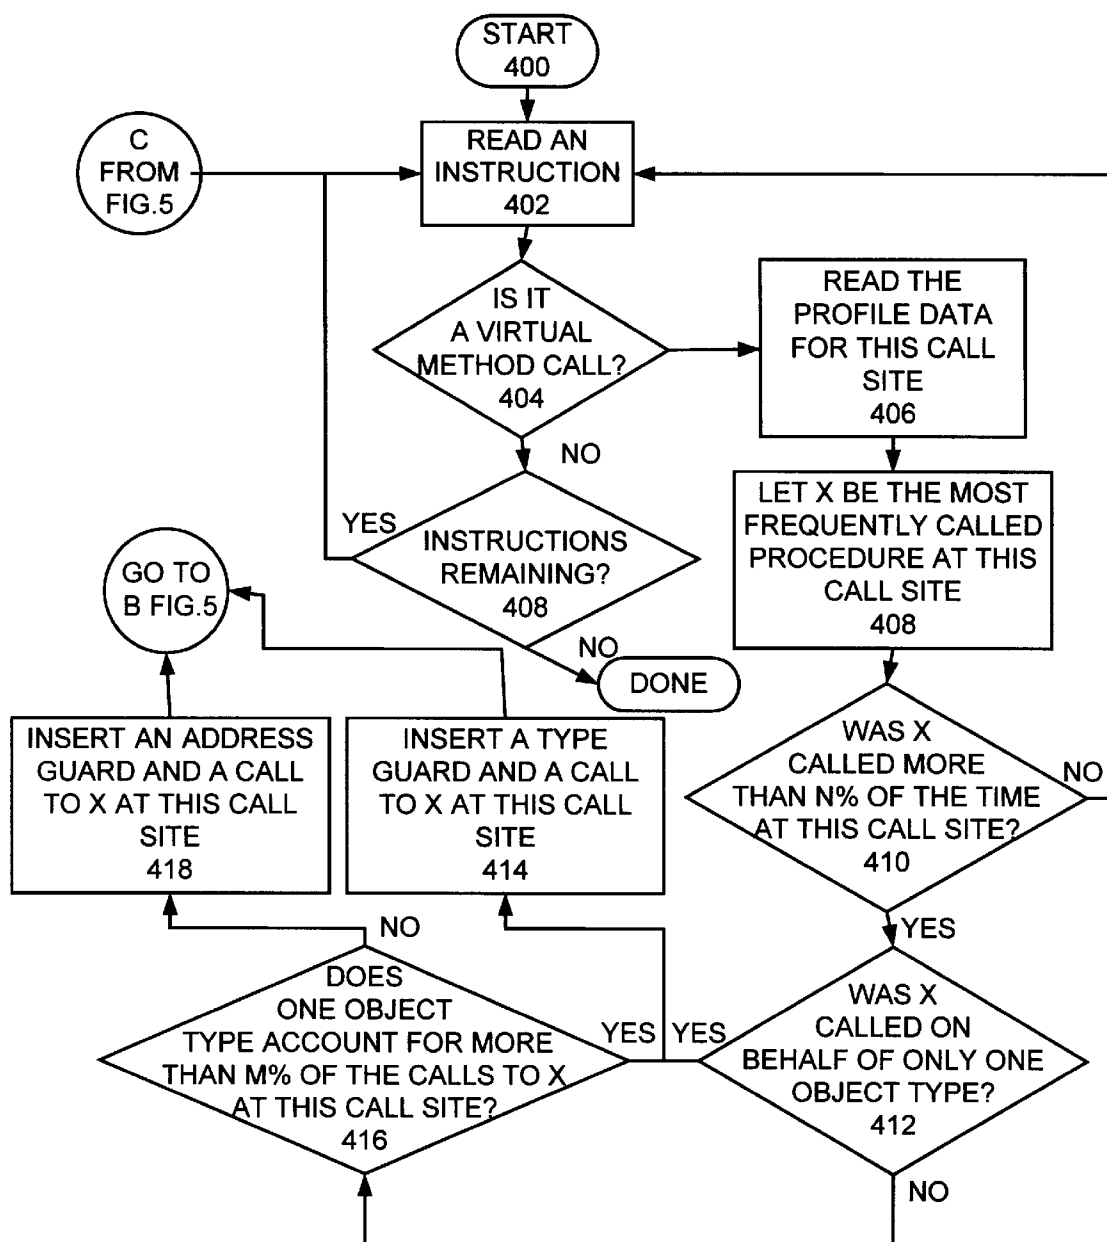 START
400
C
FROM
FIG.5
READ AN
INSTRUCTION
402
IS IT
A VIRTUAL
METHOD CALL?
404
READ THE
PROFILE DATA
FOR THIS CALL
SITE
406
NO
YES
INSTRUCTIONS
REMAINING?
408
LET X BE THE MOST
FREQUENTLY CALLED
PROCEDURE AT THIS
CALL SITE
408
GO TO
B FIG.5
NO
DONE
INSERT AN ADDRESS
GUARD AND A CALL
TO X AT THIS CALL
SITE
418
INSERT A TYPE
GUARD AND A CALL
TO X AT THIS CALL
SITE
414
WAS X
CALLED MORE
THAN N% OF THE TIME
AT THIS CALL SITE?
410
NO
NO
YES
DOES
ONE OBJECT
TYPE ACCOUNT FOR MORE
THAN M% OF THE CALLS TO X
AT THIS CALL SITE?
416
YES
YES
WAS X
CALLED ON
BEHALF OF ONLY ONE
OBJECT TYPE?
412
NO